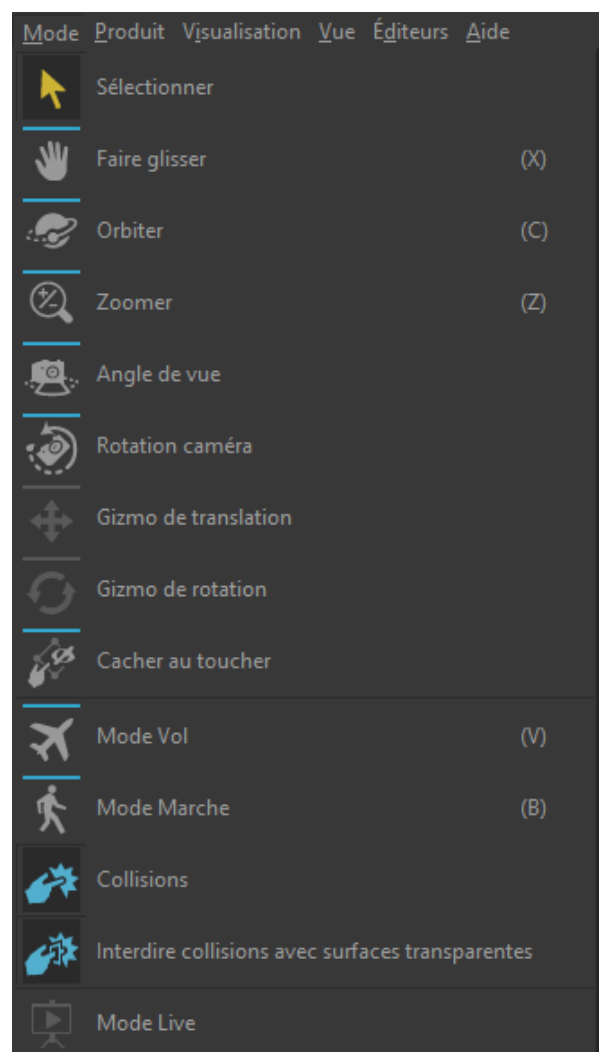 Mode Produit Visualisation Vue Éditeurs Aide
Sélectionner
Faire glisser (X)
Orbiter (C)
Zoomer (Z)
Angle de vue
Rotation caméra
Gizmo de translation
Gizmo de rotation
Cacher au toucher
Mode Vol (V)
Mode Marche (B)
Collisions
Interdire collisions avec surfaces transparentes
Mode Live